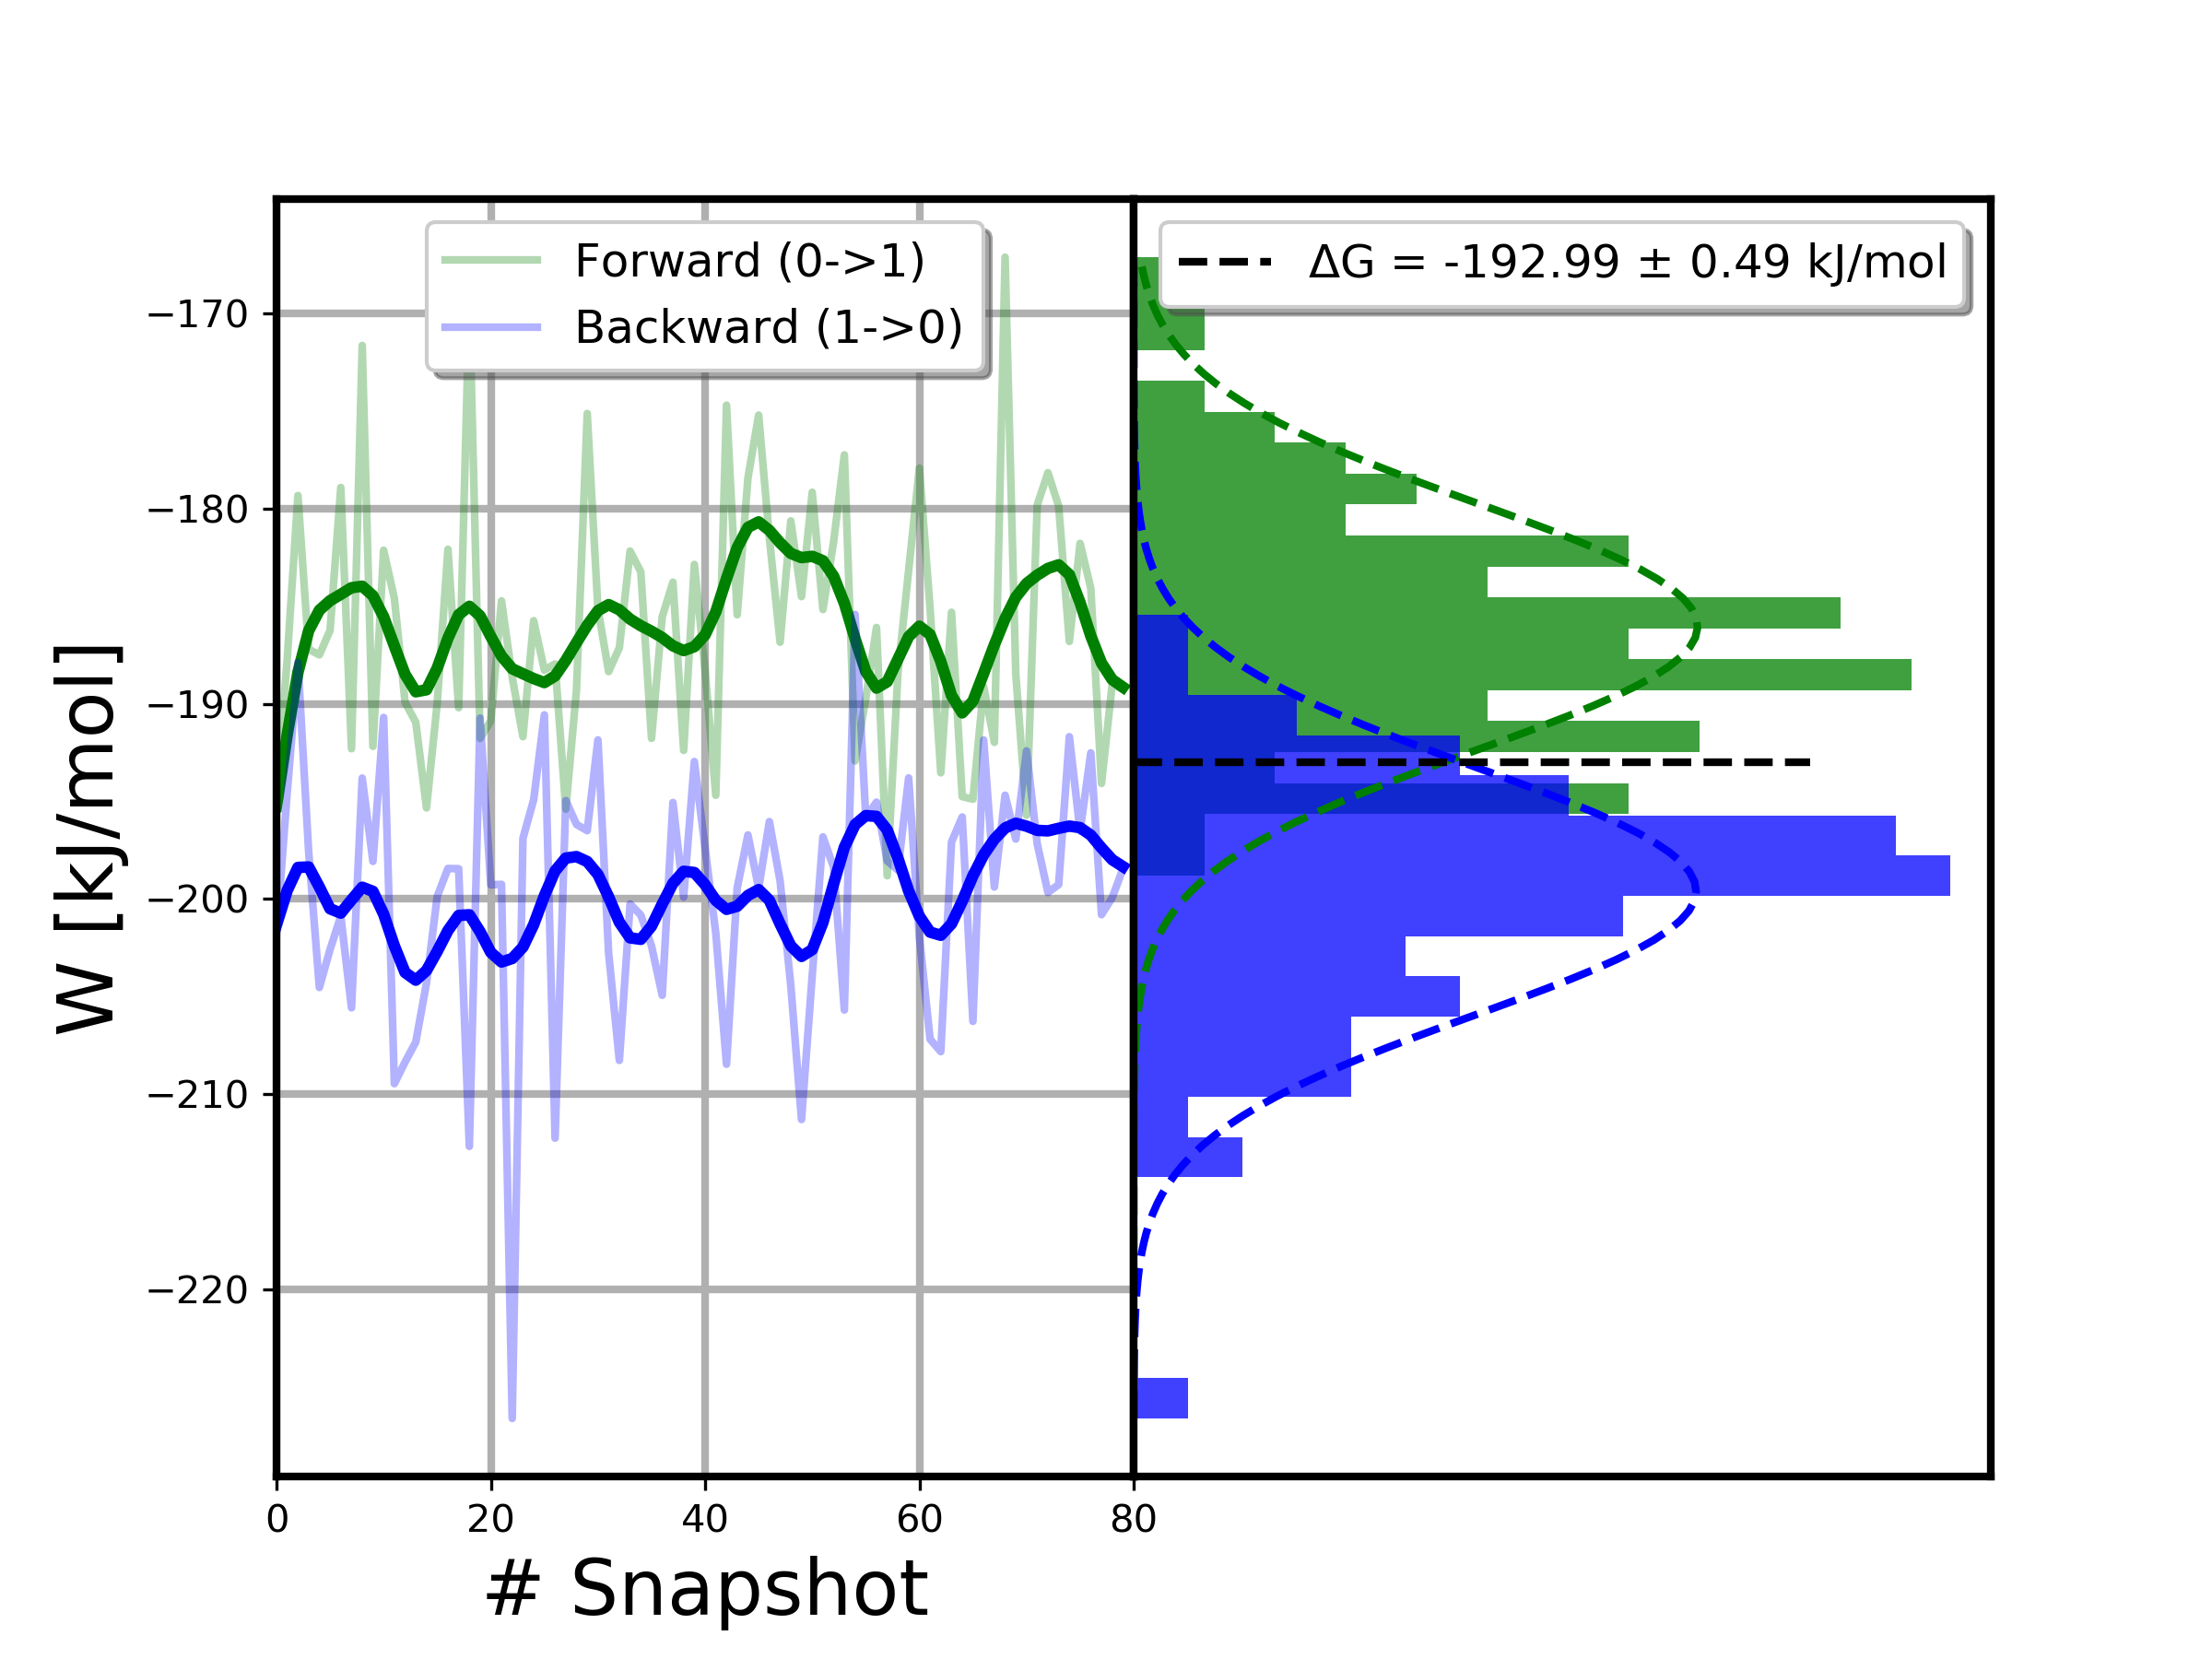 Forward (0->1)
Backward (1->0)
ΔG = -192.99 ± 0.49 kJ/mol
−170
−180
−190
−200
−210
−220
W [kJ/mol]
0 20 40 60 80
# Snapshot